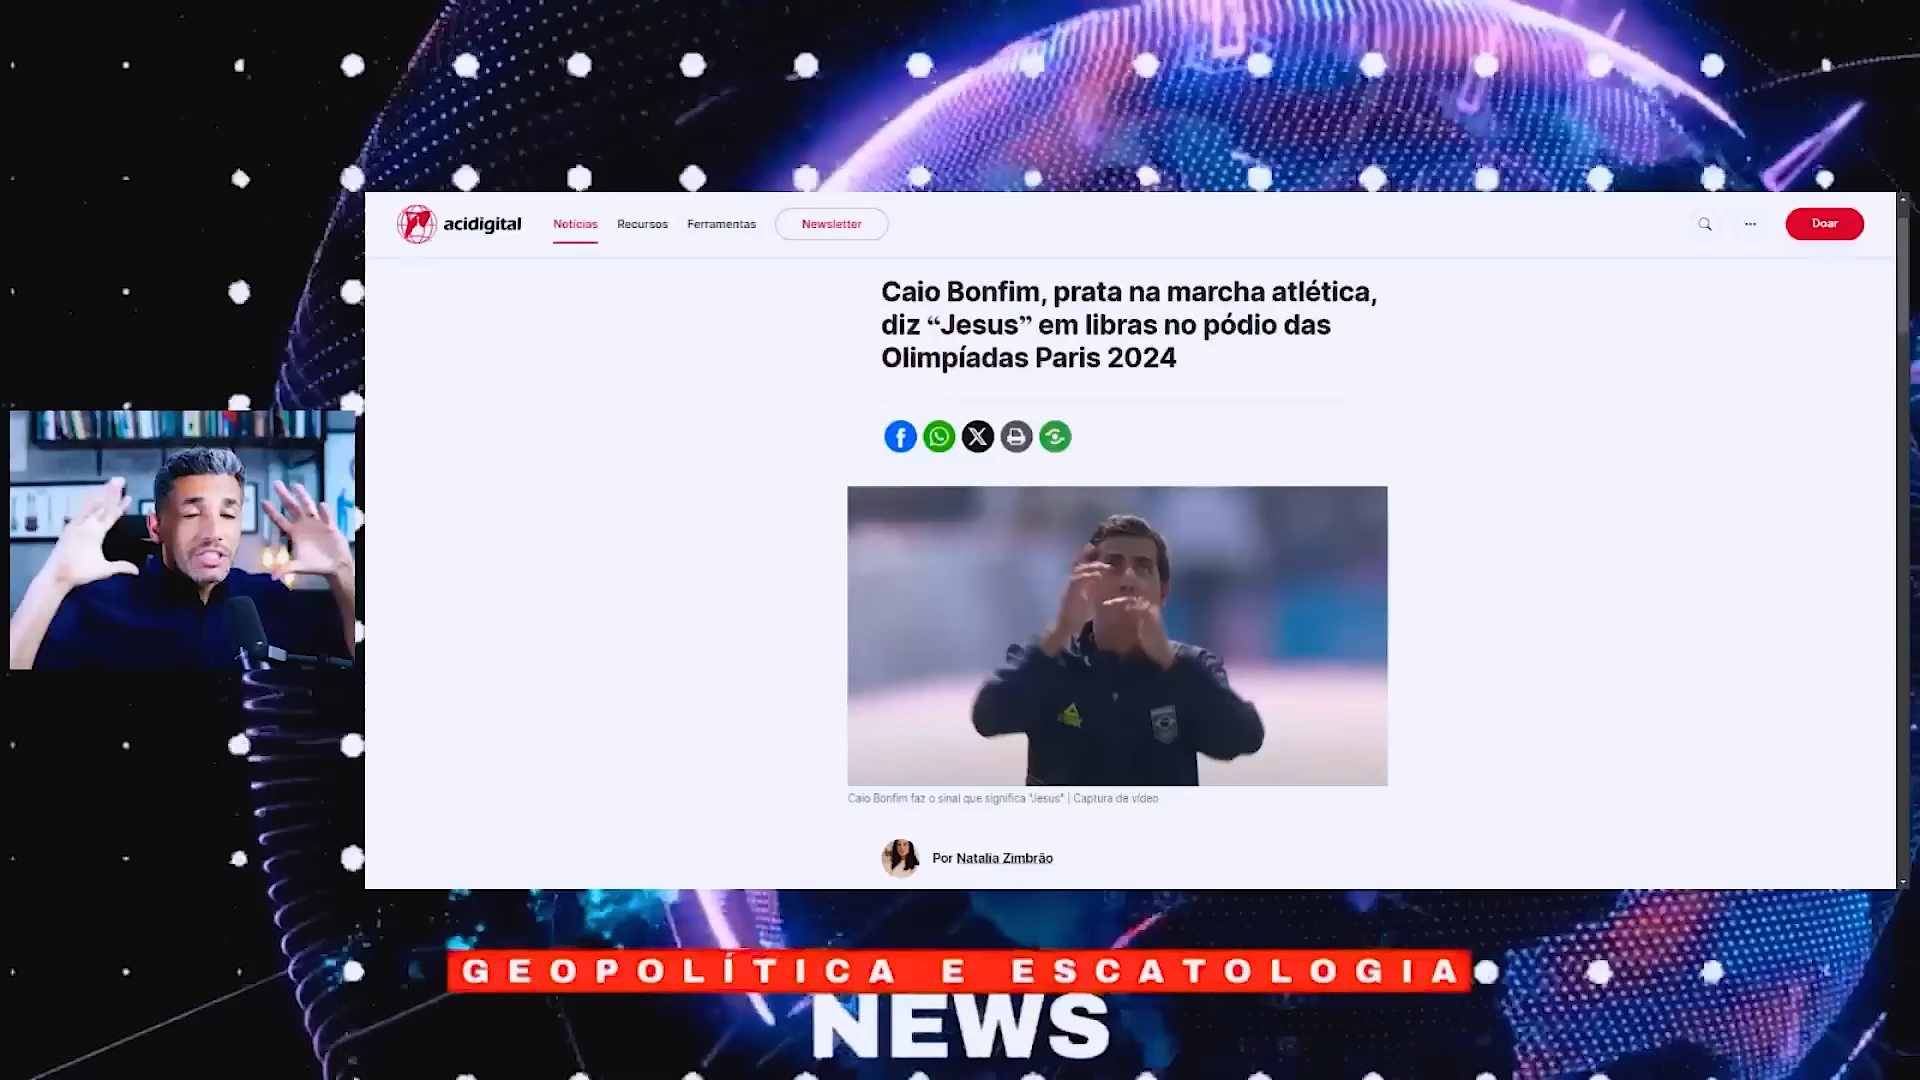 acidigital
Notícias
Recursos
Ferramentas
Newsletter
Doar
Caio Bonfim, prata na marcha atlética,
diz “Jesus” em libras no pódio das
Olimpíadas Paris 2024
Caio Bonfim faz o sinal que significa "Jesus" | Captura de vídeo
Por Natalia Zimbrão
GEOPOLÍTICA E ESCATOLOGIA
NEWS